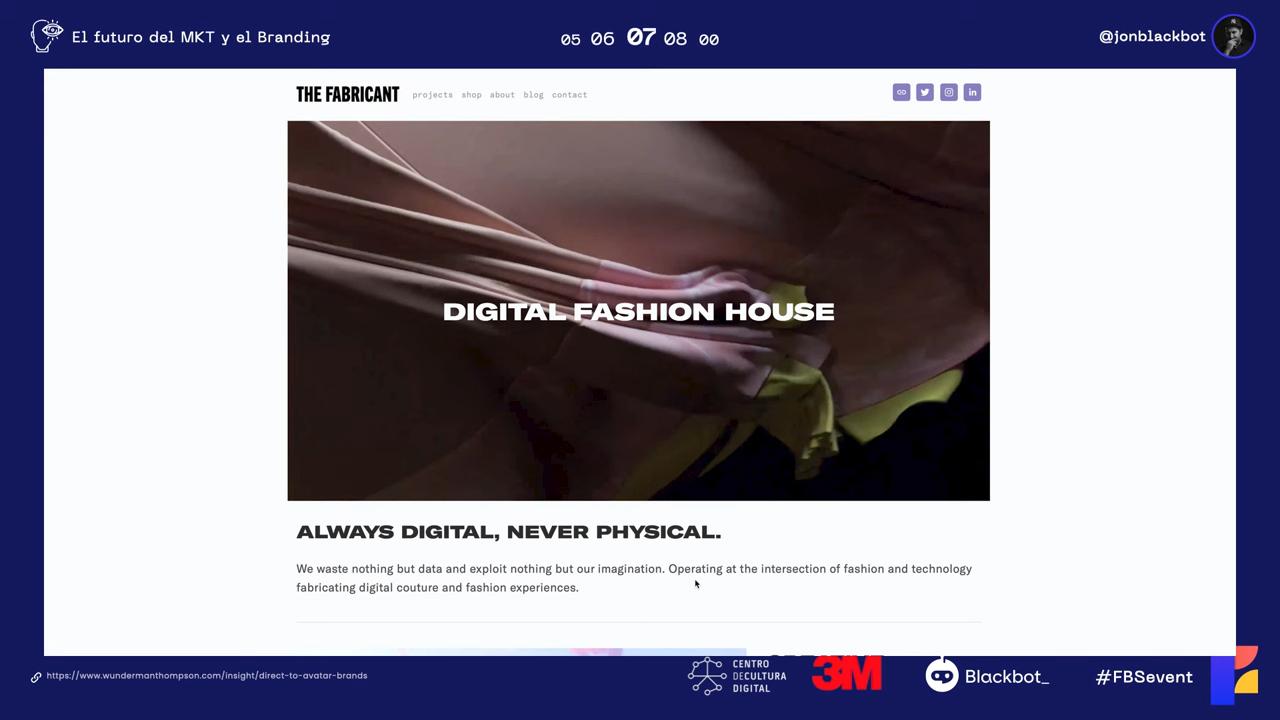 El futuro del MKT y el Branding
05 06 07 08 00
@jonblackbot
THE FABRICANT
projects shop about blog contact
in
DIGITAL FASHION HOUSE
ALWAYS DIGITAL, NEVER PHYSICAL.
We waste nothing but data and exploit nothing but our imagination. Operating at the intersection of fashion and technology
fabricating digital couture and fashion experiences.
https://www.wundermanthompson.com/insight/direct-to-avatar-brands
CENTRO
DECULTURA
DIGITAL
3M
Blackbot_
#FBSevent